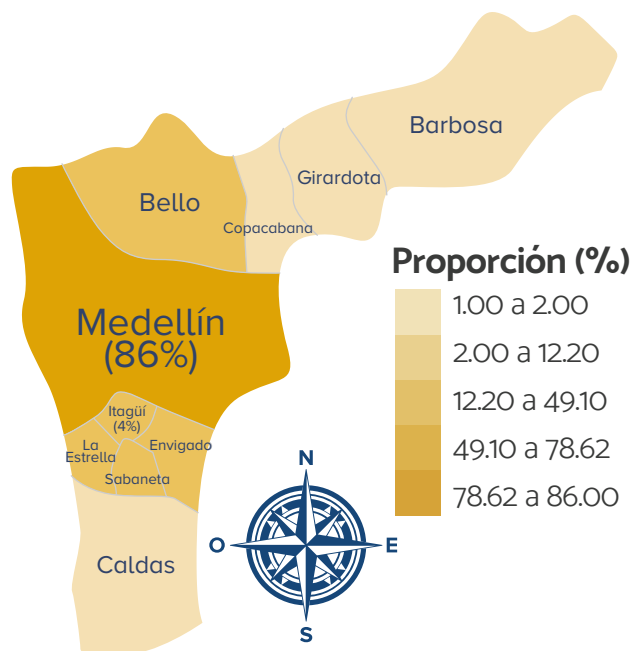 Barbosa
Girardota
Bello
Copacabana
Proporción (%)
1.00 a 2.00
2.00 a 12.20
12.20 a 49.10
49.10 a 78.62
78.62 a 86.00
Medellín
(86%)
Itagüí
(4%)
La
Estrella
Envigado
Sabaneta
Caldas
N
O
E
S